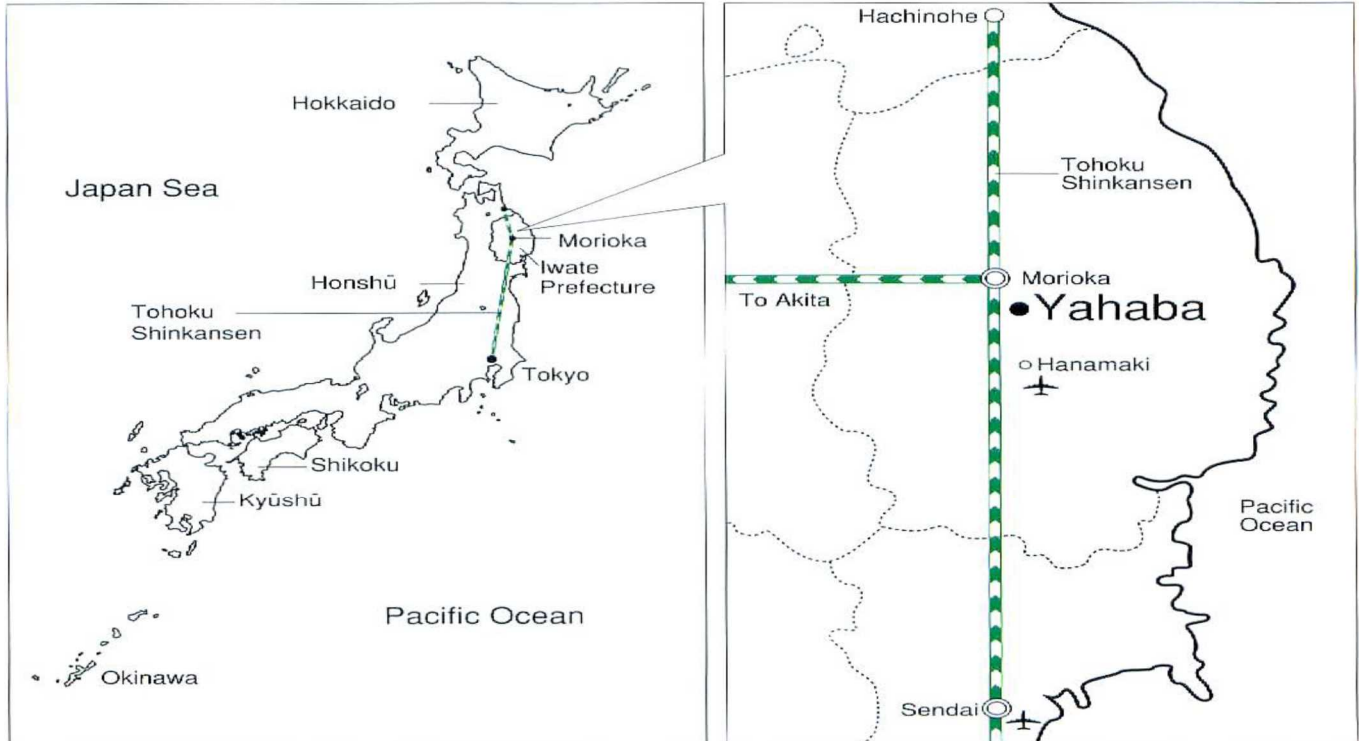 Hokkaido
Japan Sea
Morioka
Iwate
Prefecture
Honshū
Tohoku
Shinkansen
Tokyo
Shikoku
Kyūshū
Pacific Ocean
Okinawa
Hachinohe
Tohoku
Shinkansen
Morioka
To Akita
Yahaba
Hanamaki
Pacific
Ocean
Sendai